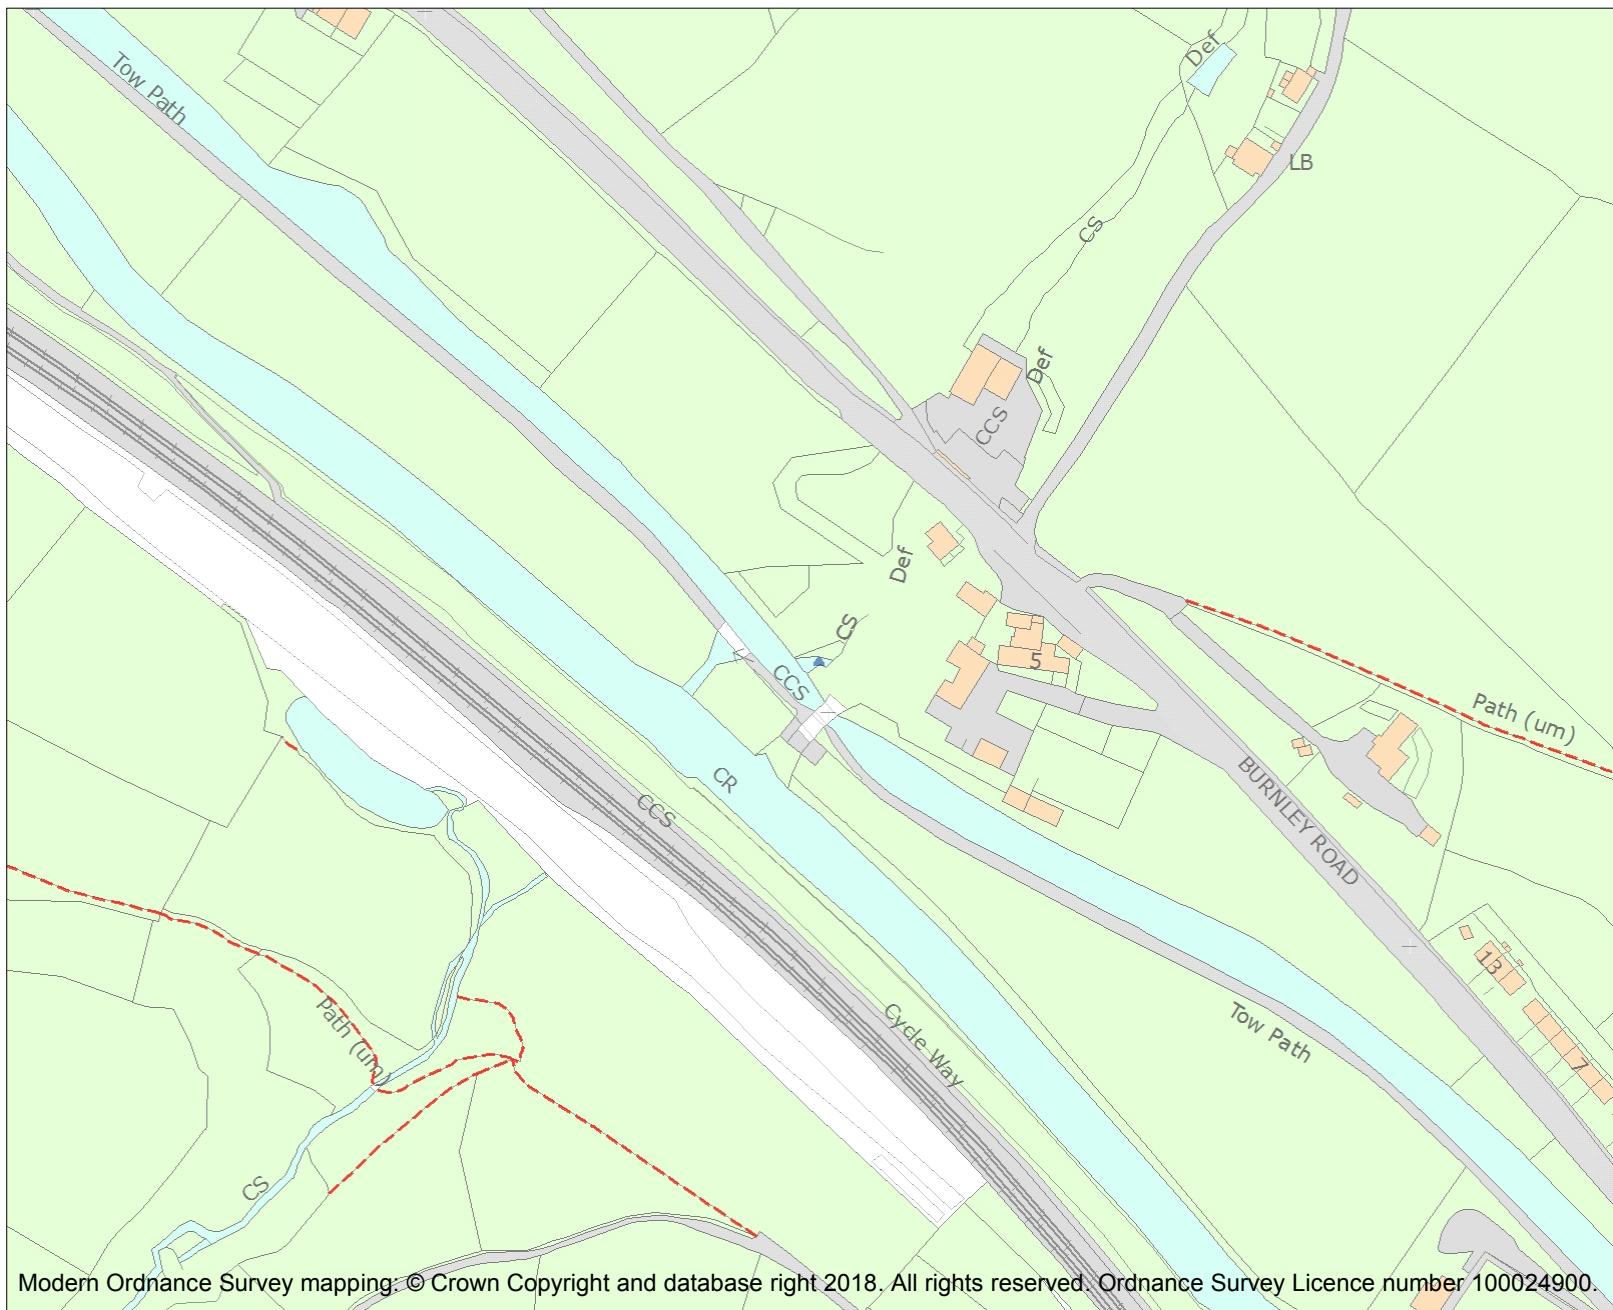 Def
Tow Path
LB
CS
Def
CCS
Def
CS
5
CCS
Path (um)
BURNLEY ROAD
CR
CCS
13
Path (um)
Cycle Way
Tow Path
7
CS
Modern Ordnance Survey mapping: © Crown Copyright and database right 2018. All rights reserved. Ordnance Survey Licence number 100024900.